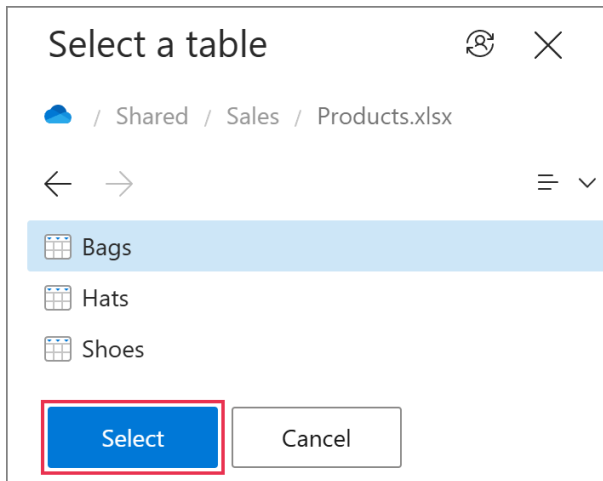 Select a table
/ Shared / Sales / Products.xlsx
Bags
Hats
Shoes
Select Cancel